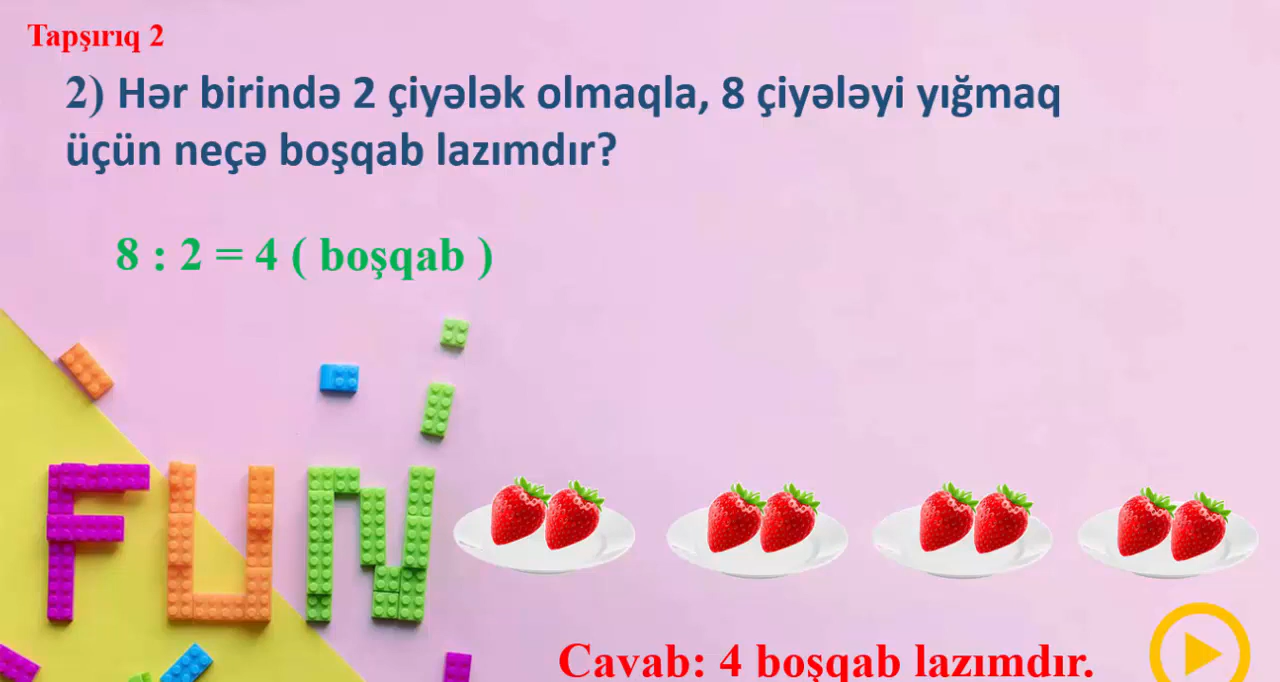 Tapşırıq 2
2) Hər birində 2 çiyələk olmaqla, 8 çiyələyi yığmaq
üçün neçə boşqab lazımdır?
8 : 2 = 4 ( boşqab )
FUN
Cavab: 4 boşqab lazımdır.